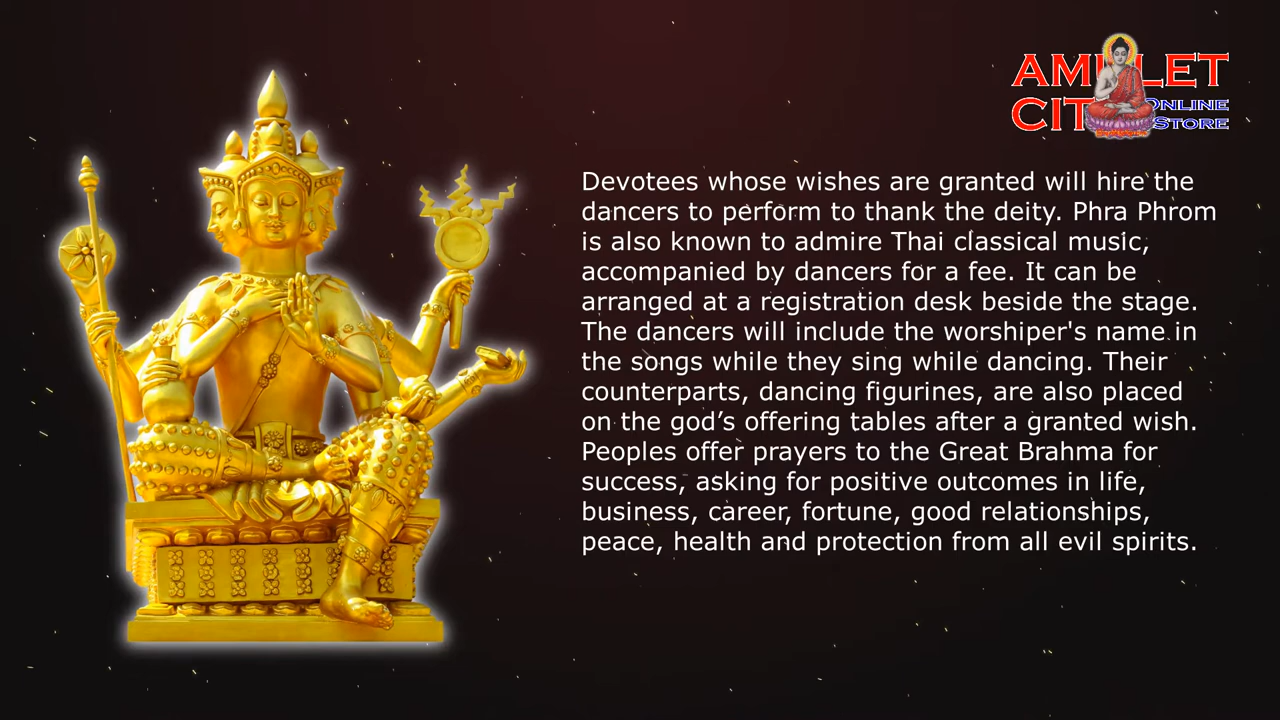 AMULET
CITY ONLINE
STORE
Devotees whose wishes are granted will hire the
dancers to perform to thank the deity. Phra Phrom
is also known to admire Thai classical music,
accompanied by dancers for a fee. It can be
arranged at a registration desk beside the stage.
The dancers will include the worshiper's name in
the songs while they sing while dancing. Their
counterparts, dancing figurines, are also placed
on the god’s offering tables after a granted wish.
Peoples offer prayers to the Great Brahma for
success, asking for positive outcomes in life,
business, career, fortune, good relationships,
peace, health and protection from all evil spirits.